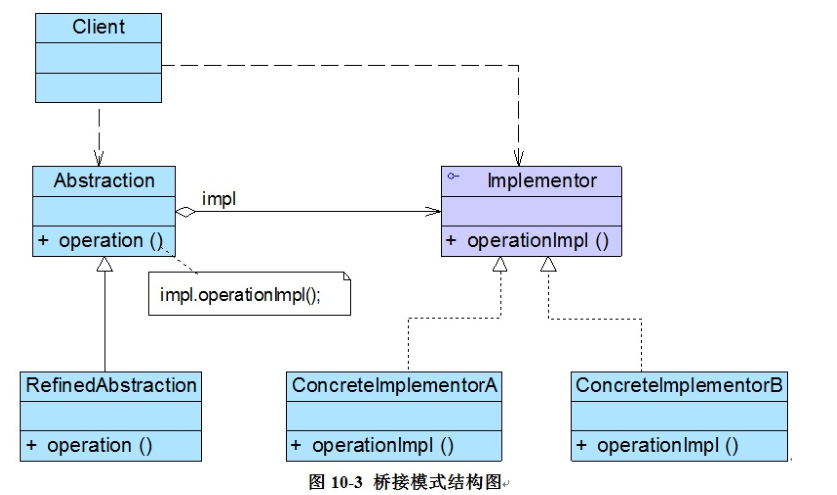 Client
Abstraction
impl
Implementor
+ operation ()
+ operationImpl ()
impl.operationImpl();
RefinedAbstraction
ConcreteImplementorA
ConcreteImplementorB
+ operation ()
+ operationImpl ()
+ operationImpl ()
图 10-3 桥接模式结构图